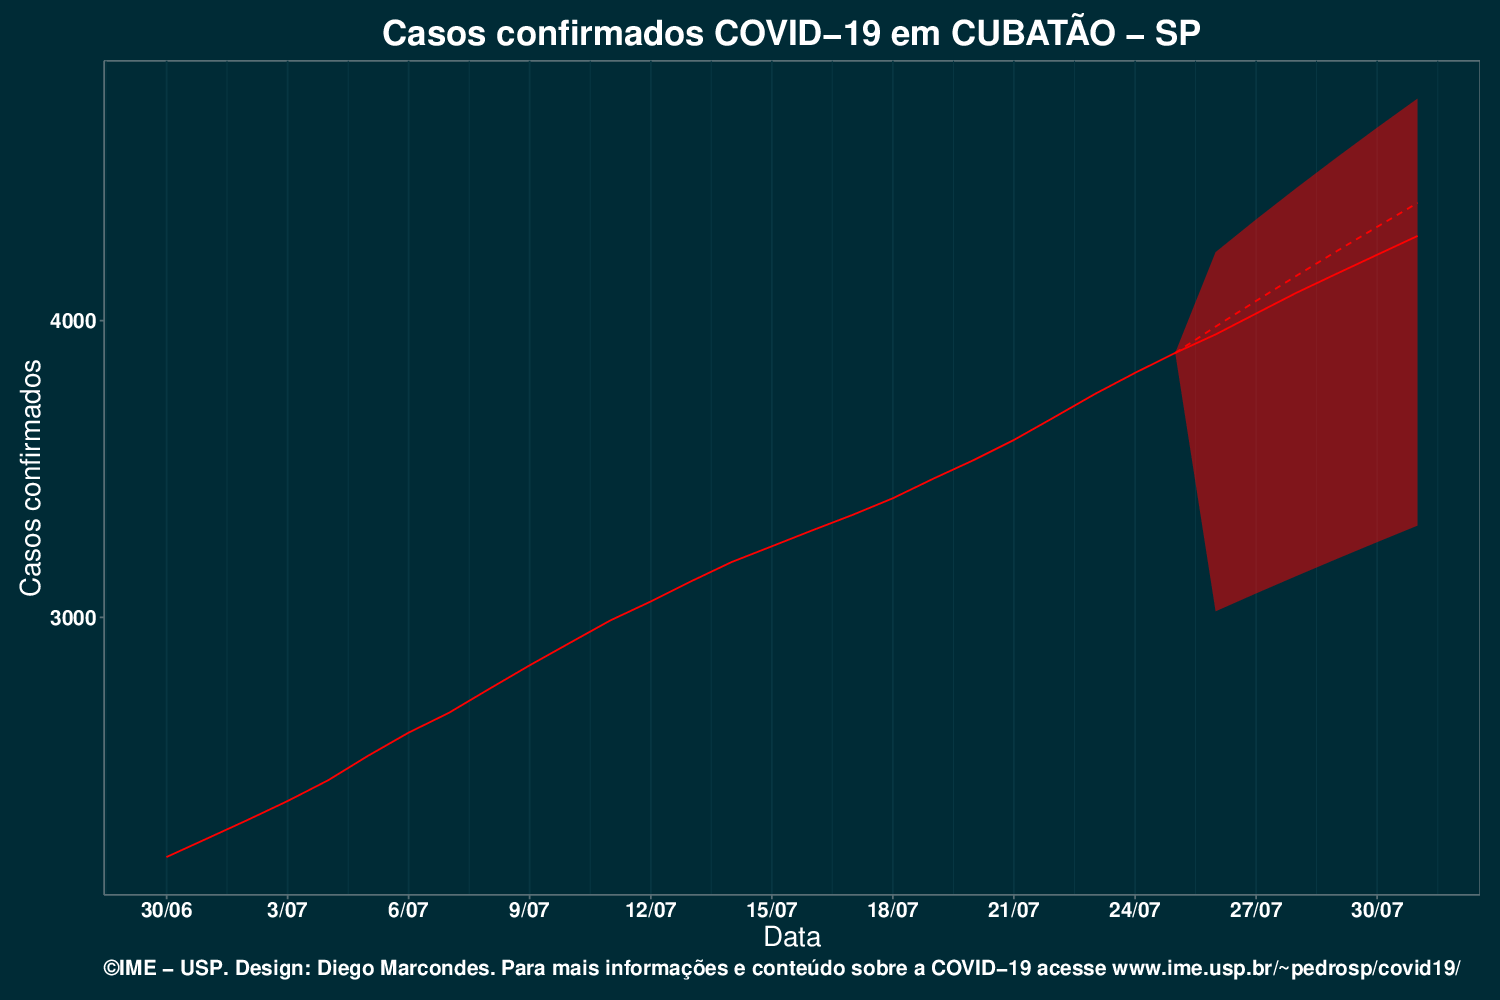 Casos confirmados COVID−19 em CUBATÃO − SP
Casos confirmados
4000
3000
30/06 3/07 6/07 9/07 12/07 15/07 18/07 21/07 24/07 27/07 30/07
Data
©IME − USP. Design: Diego Marcondes. Para mais informações e conteúdo sobre a COVID−19 acesse www.ime.usp.br/~pedrosp/covid19/